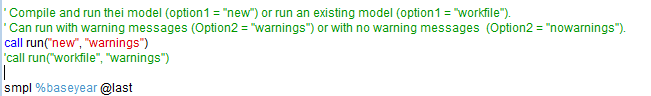 ' Compile and run thei model (option1 = "new") or run an existing model (option1 = "workfile").
' Can run with warning messages (Option2 = "warnings") or with no warning messages  (Option2 = "nowarnings").
call run("new", "warnings")
'call run("workfile", "warnings")
smpl %baseyear @last